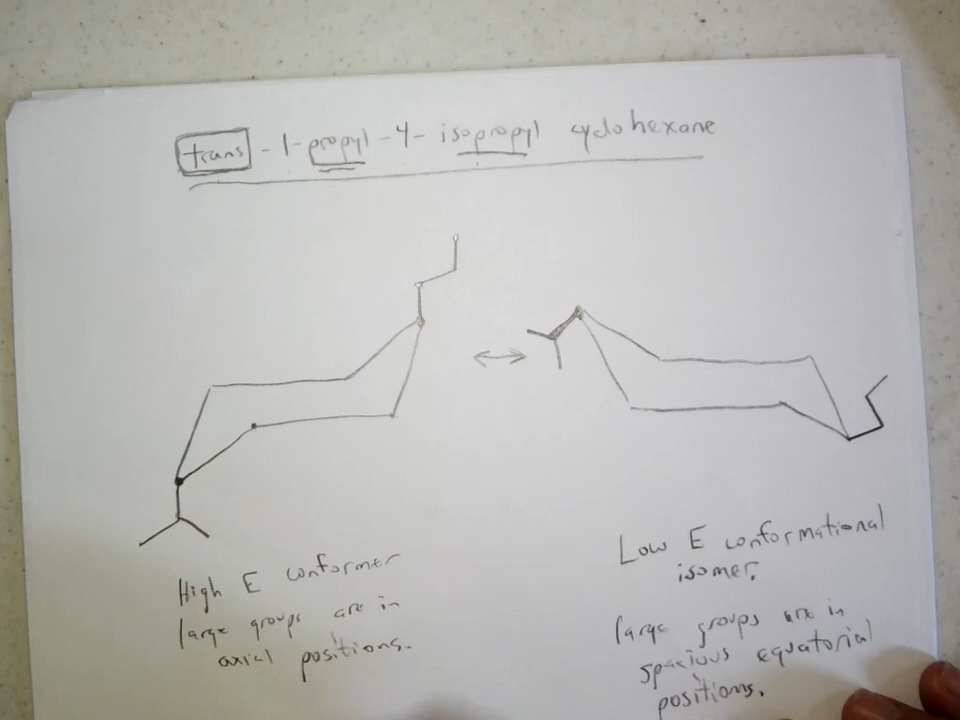 trans - 1 - propyl - 4 - isopropyl cyclohexane
High E conformer
large groups are in
axial positions.
Low E conformational
isomer.
large groups are in
spacious equatorial
positions.